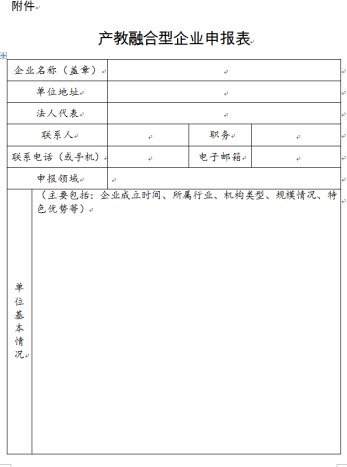 附件
产教融合型企业申报表
企业名称（盖章）
单位地址
法人代表
联系人 职务
联系电话（或手机） 电子邮箱
申报领域
（主要包括：企业成立时间、所属行业、机构类型、规模情况、特
色优势等）
单
位
基
本
情
况